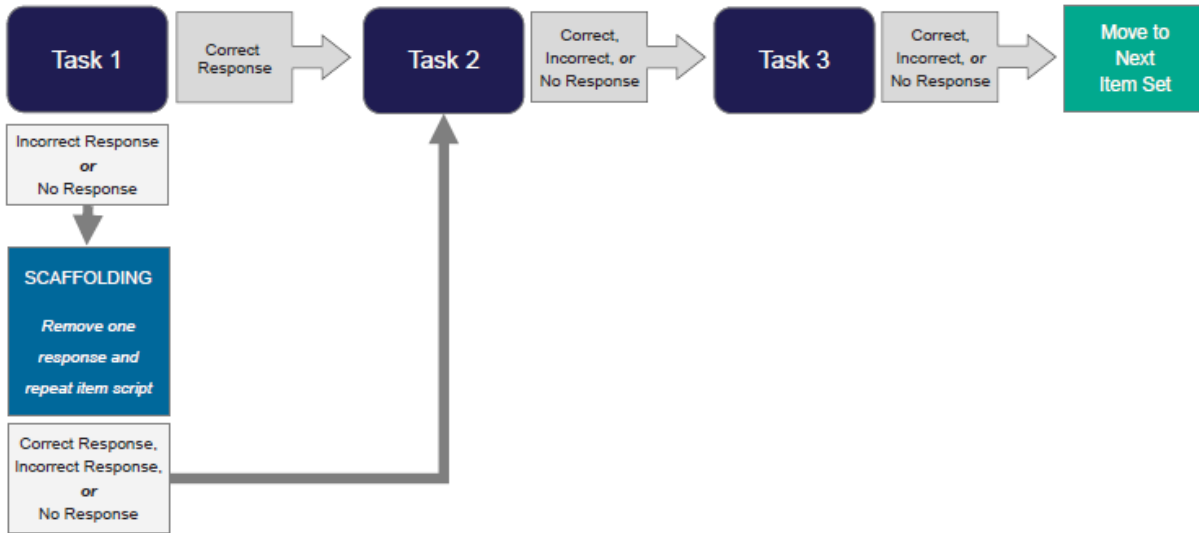 Task 1
Correct
Response
Task 2
Correct,
Incorrect, or
No Response
Task 3
Correct,
Incorrect, or
No Response
Move to
Next
Item Set
Incorrect Response
or
No Response
SCAFFOLDING
Remove one
response and
repeat item script
Correct Response,
Incorrect Response,
or
No Response